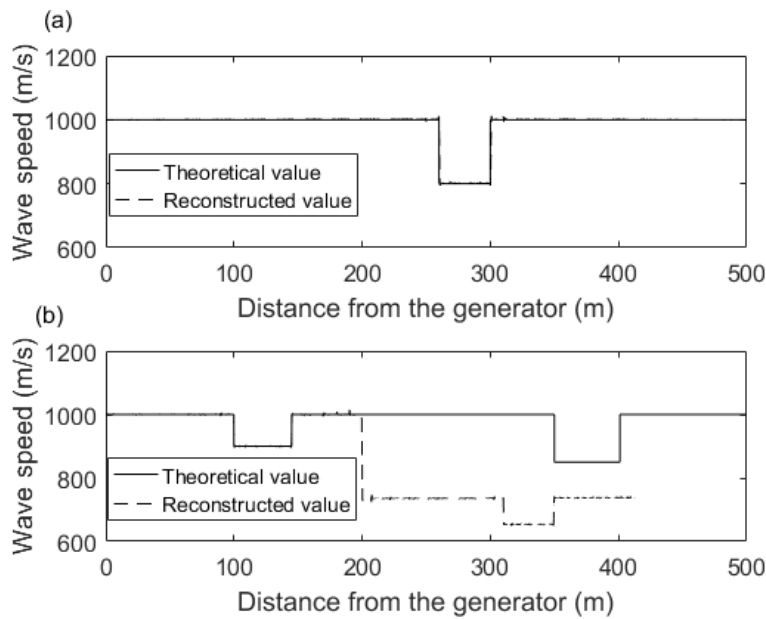 (a)
Wave speed (m/s)
1200
1000
800
600
Theoretical value
Reconstructed value
0 100 200 300 400 500
Distance from the generator (m)
(b)
Wave speed (m/s)
1200
1000
800
600
Theoretical value
Reconstructed value
0 100 200 300 400 500
Distance from the generator (m)